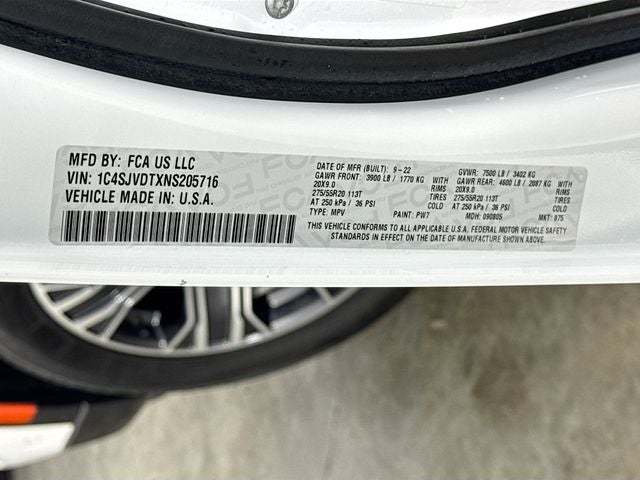 MFD BY: FCA US LLC
VIN: 1C4SJVDTXNS205716
VEHICLE MADE IN: U.S.A.
DATE OF MFR (BUILT): 9-22 GVWR: 7500 LB / 3402 KG
GAWR FRONT: 3900 LB / 1770 KG WITH GAWR REAR: 4600 LB / 2087 KG WITH
20X9.0 RIMS 20X9.0 RIMS
275/55R20 113T TIRES 275/55R20 113T TIRES
AT 250 kPa / 36 PSI COLD AT 250 kPa / 36 PSI COLD
TYPE: MPV PAINT: PW7 MDH: 090805 MKT: 875
THIS VEHICLE CONFORMS TO ALL APPLICABLE U.S.A. FEDERAL MOTOR VEHICLE SAFETY
STANDARDS IN EFFECT ON THE DATE OF MANUFACTURE SHOWN ABOVE.